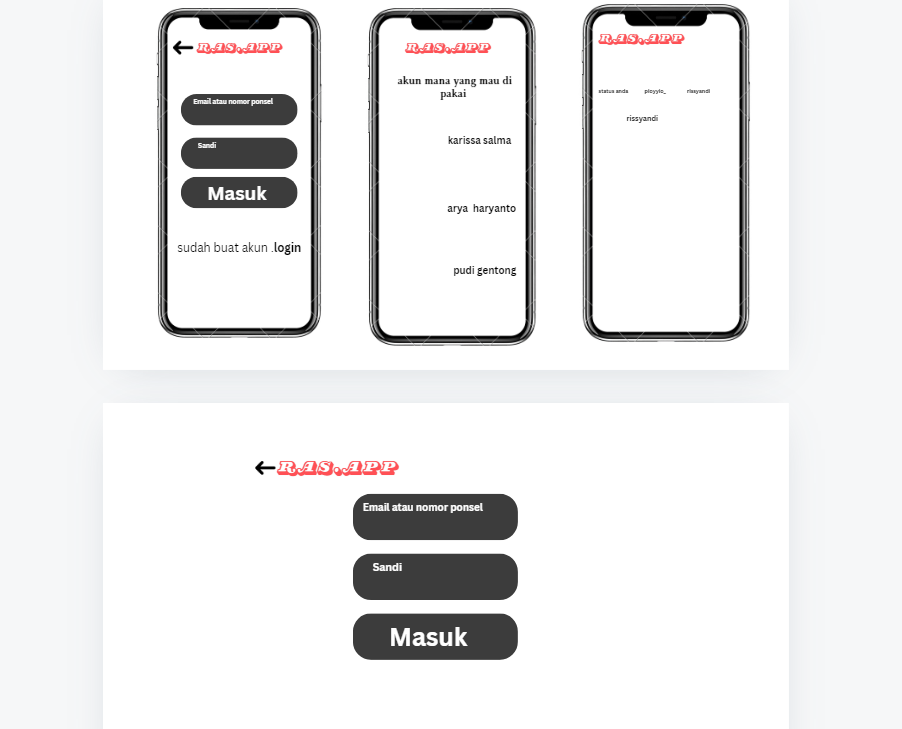 R.AS.APP
Email atau nomor ponsel
Sandi
Masuk
sudah buat akun .login
R.AS.APP
akun mana yang mau di
pakai
karissa salma
arya haryanto
pudi gentong
R.AS.APP
status anda ployylo_ rissyandi
rissyandi
R.AS.APP
Email atau nomor ponsel
Sandi
Masuk